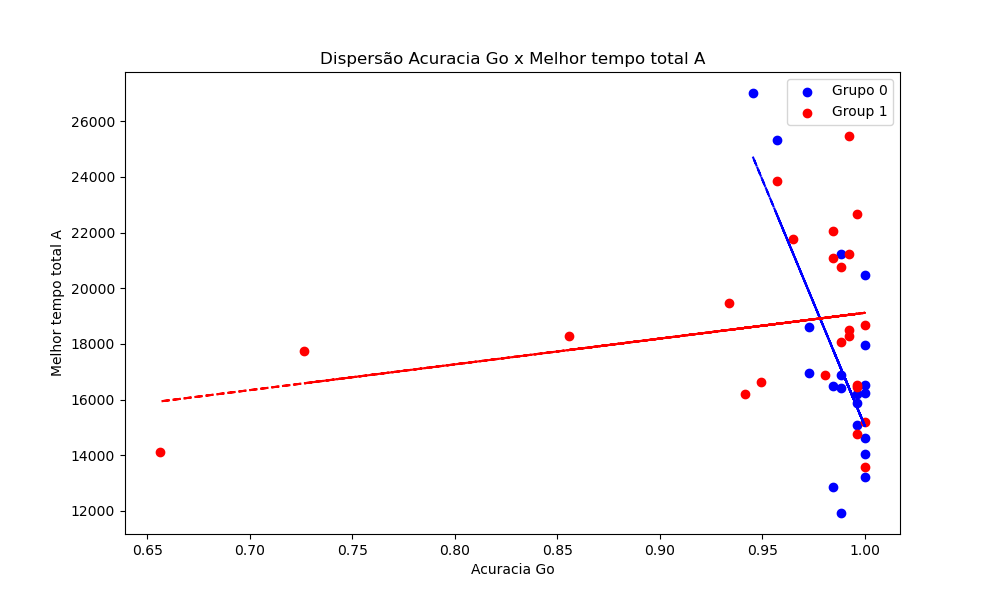 Dispersão Acuracia Go x Melhor tempo total A
Grupo 0
Group 1
Melhor tempo total A
26000
24000
22000
20000
18000
16000
14000
12000
0.65 0.70 0.75 0.80 0.85 0.90 0.95 1.00
Acuracia Go